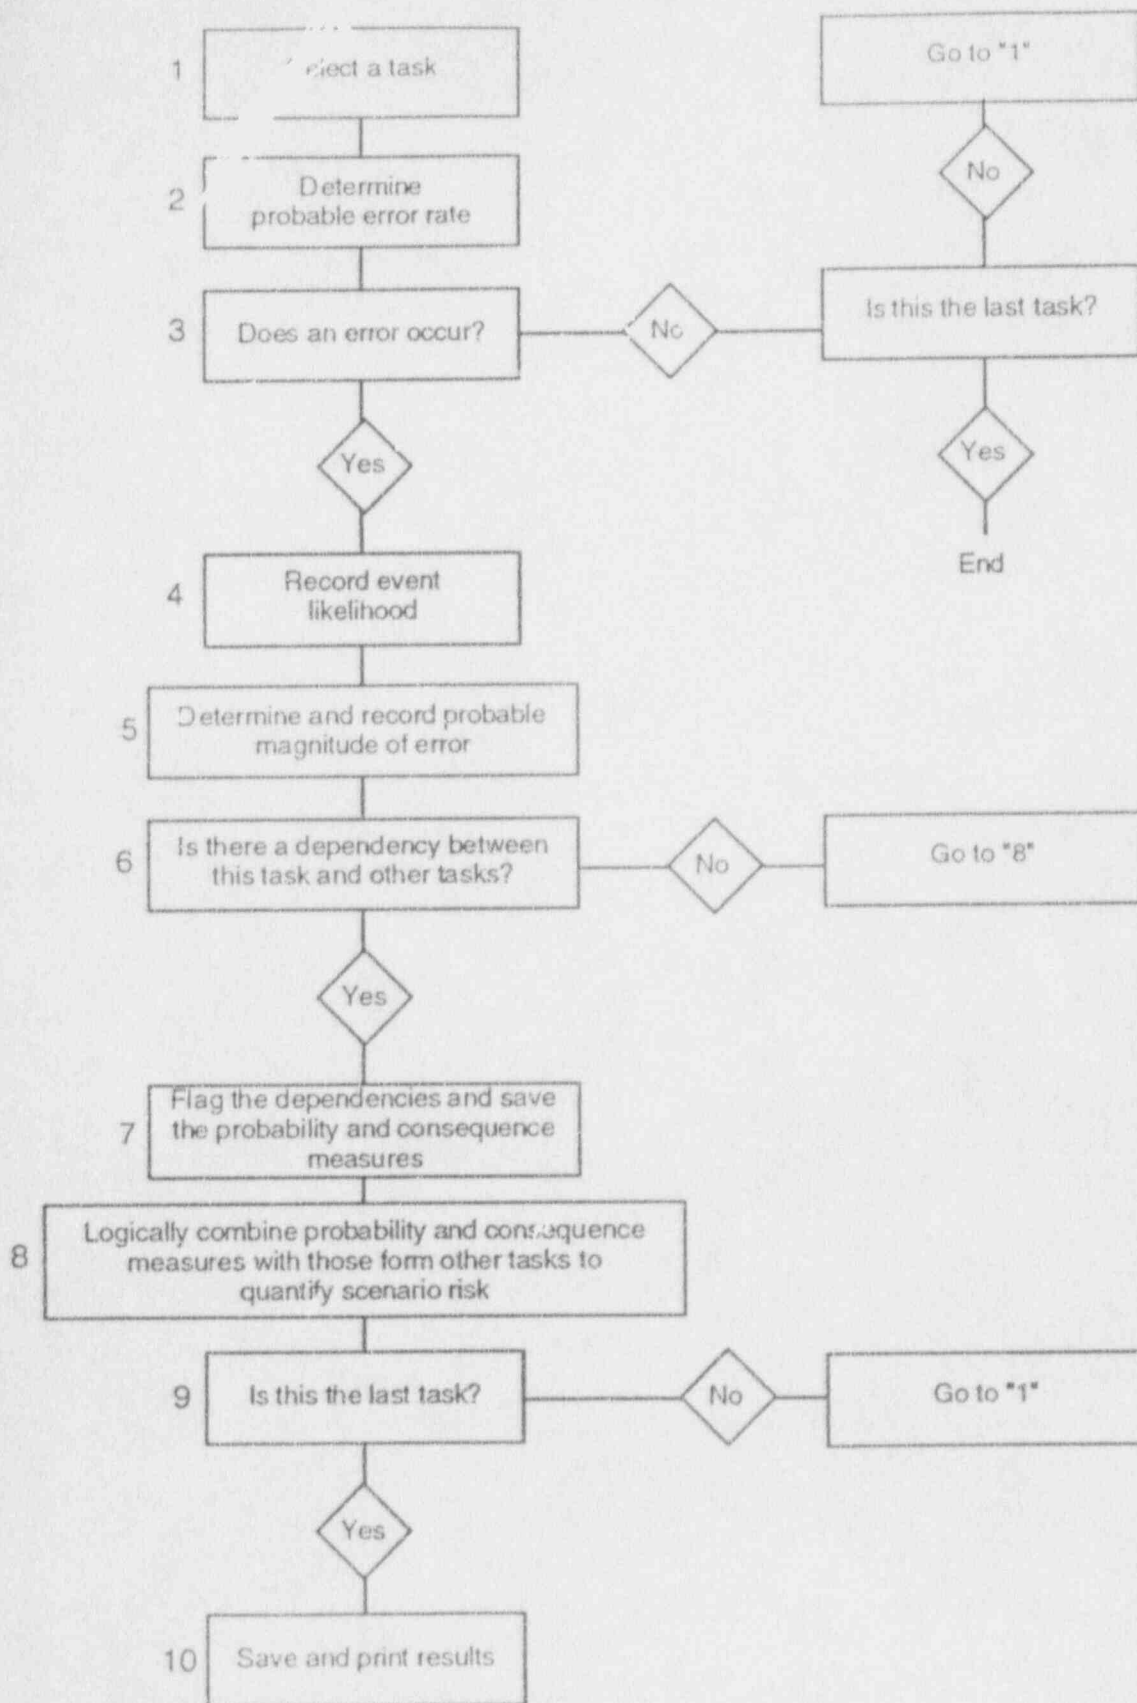 1
a task
Go to "1"
No
2
Determine
probable error rate
3
Does an error occur?
No
Is this the last task?
Yes
Yes
End
4
Record event
likelihood
5
Determine and record probable
magnitude of error
6
Is there a dependency between
this task and other tasks?
No
Go to "8"
Yes
7
Flag the dependencies and save
the probability and consequence
measures
8
Logically combine probability and consequence
measures with those form other tasks to
quantify scenario risk
9
Is this the last task?
No
Go to "1"
Yes
10
Save and print results